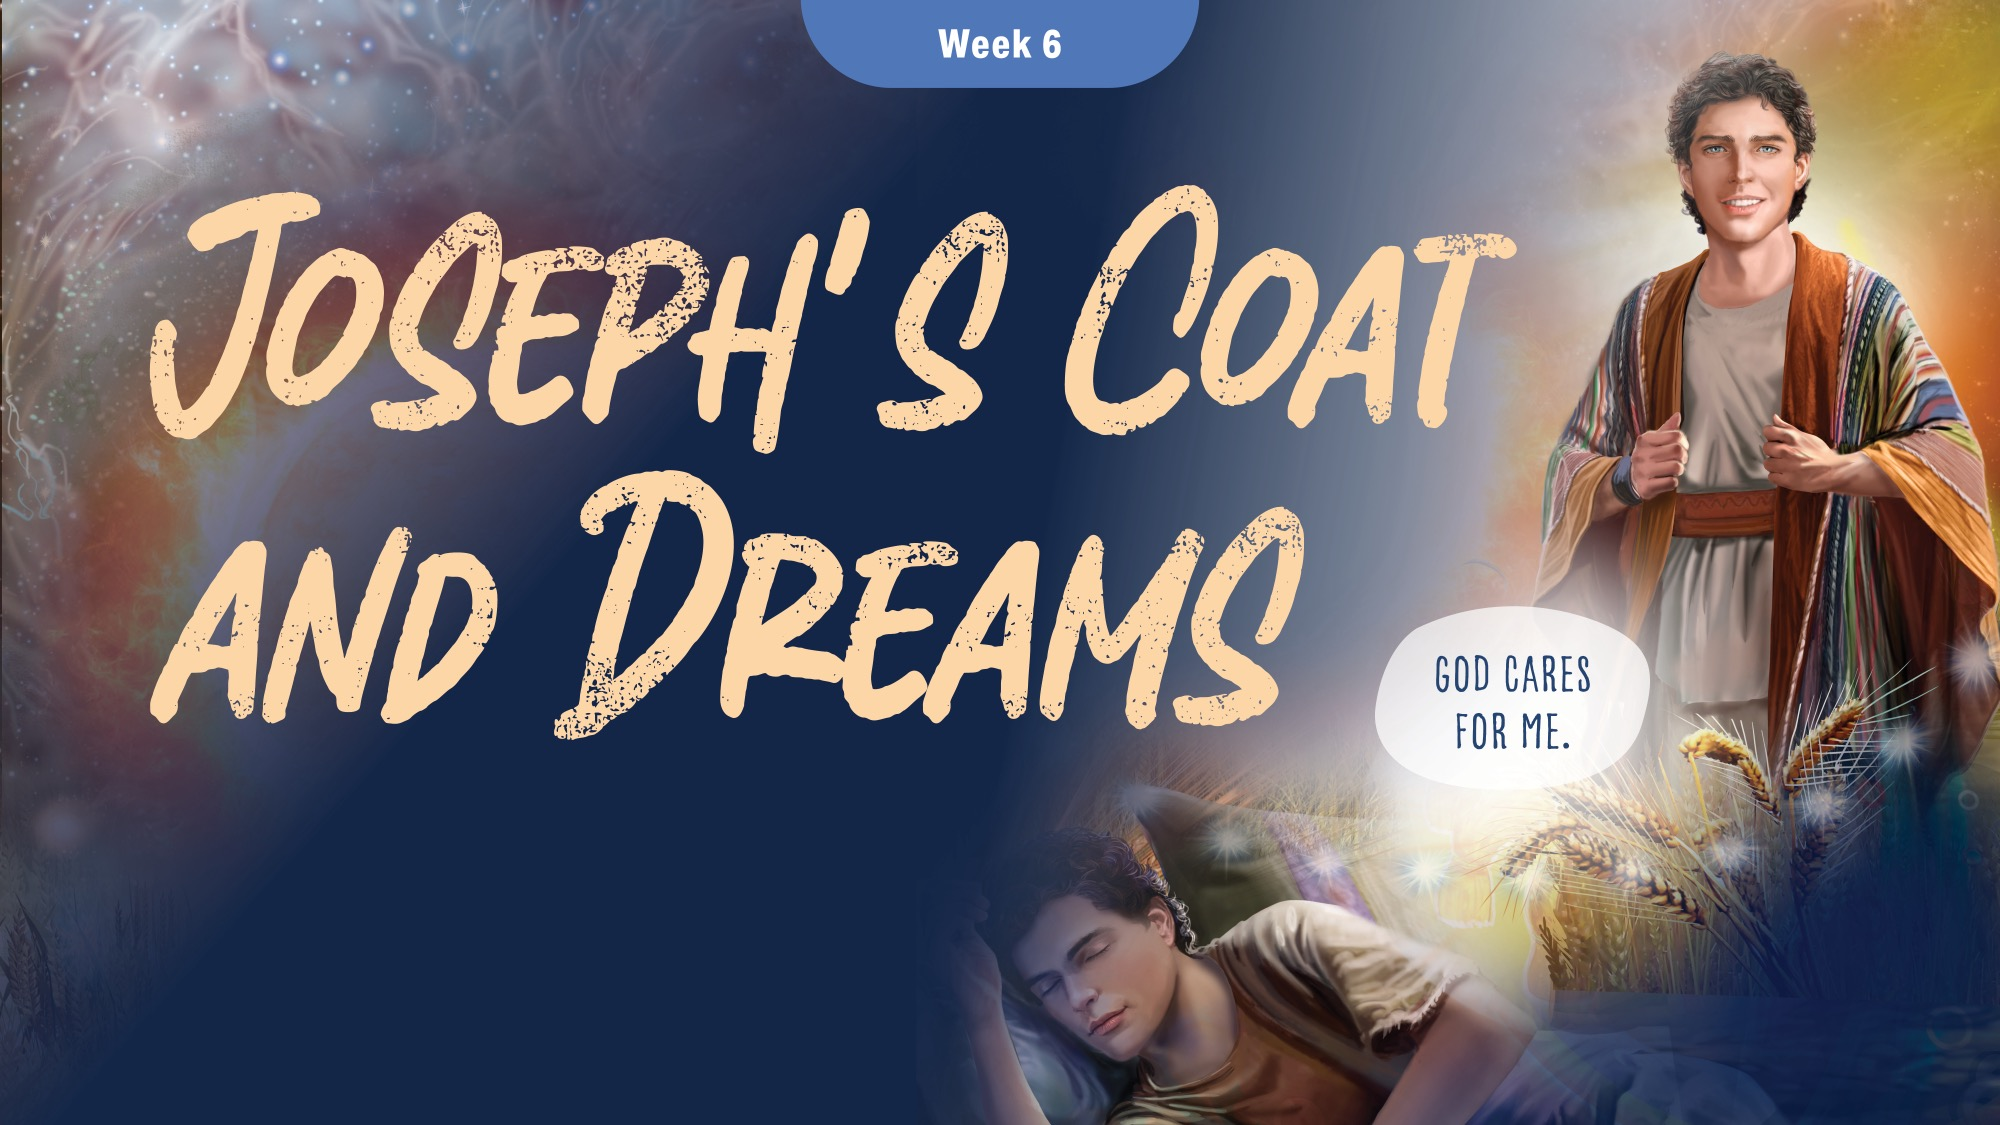 Week 6
Joseph's Coat
and Dreams
GOD CARES
FOR ME.